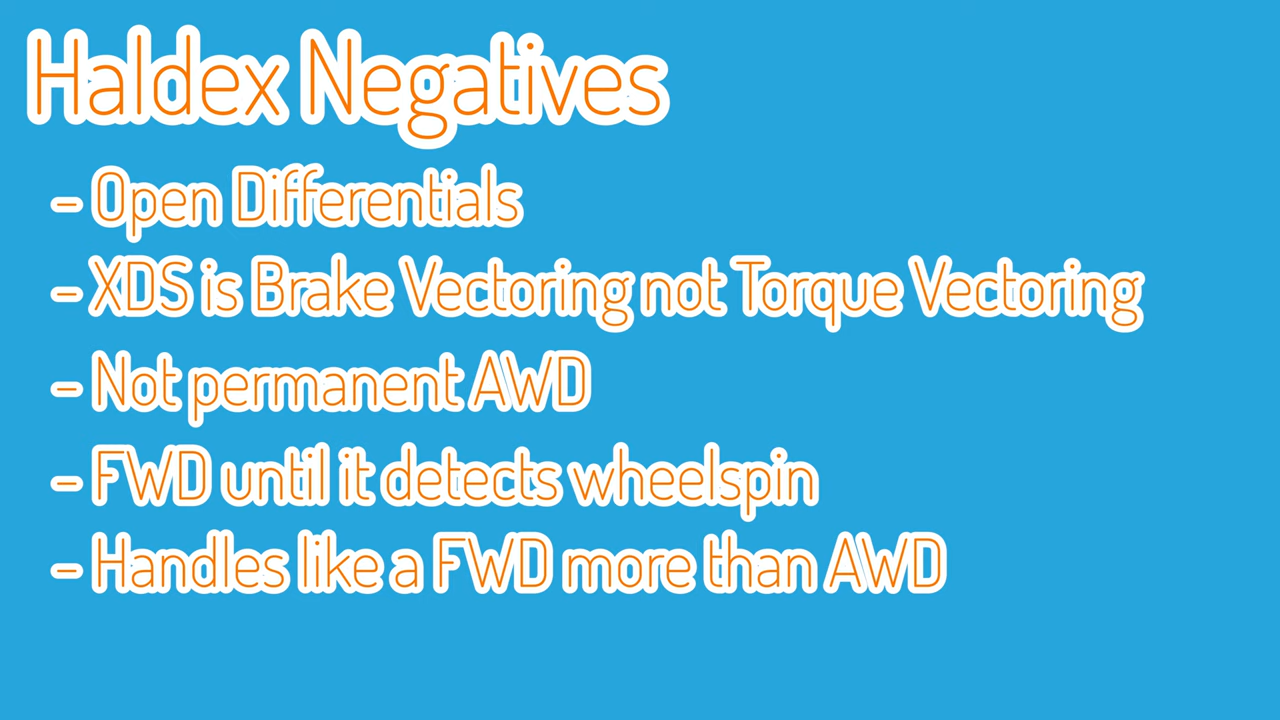 Haldex Negatives
- Open Differentials
- XDS is Brake Vectoring not Torque Vectoring
- Not permanent AWD
- FWD until it detects wheelspin
- Handles like a FWD more than AWD